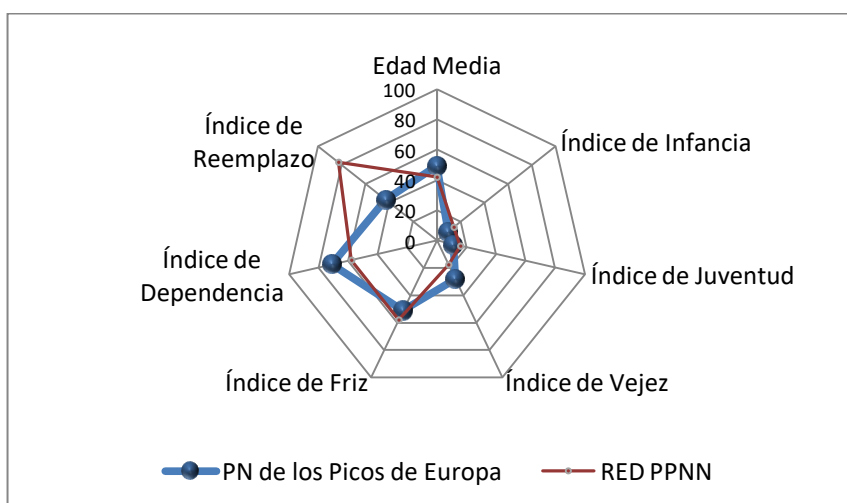 Edad Media
100
80
60
40
20
0
Índice de Infancia
Índice de Juventud
Índice de Vejez
Índice de Friz
Índice de
Dependencia
Índice de
Reemplazo
PN de los Picos de Europa
RED PPNN